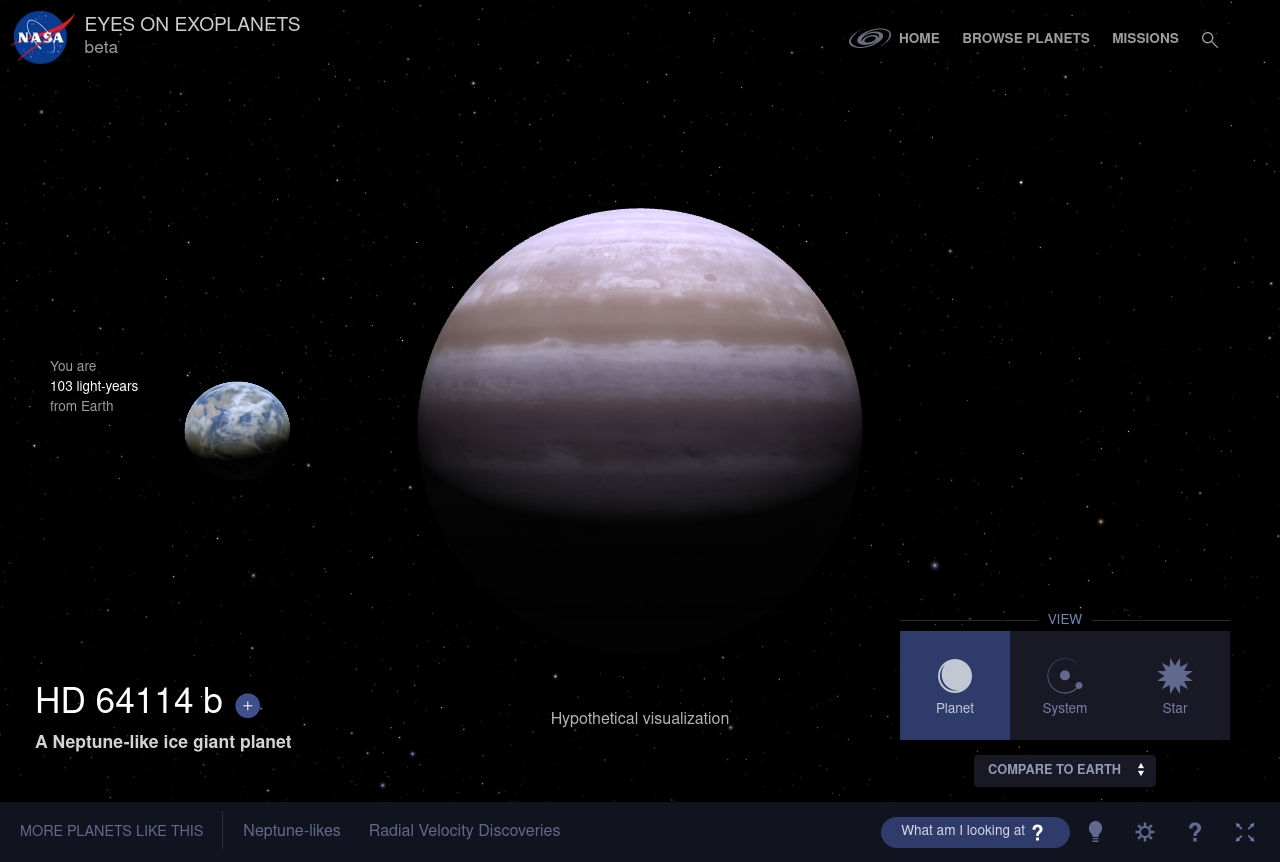 NASA
EYES ON EXOPLANETS
beta
HOME
BROWSE PLANETS
MISSIONS
You are
103 light-years
from Earth
VIEW
Planet
System
Star
HD 64114 b
+
A Neptune-like ice giant planet
Hypothetical visualization
COMPARE TO EARTH
MORE PLANETS LIKE THIS
Neptune-likes
Radial Velocity Discoveries
What am I looking at ?
?